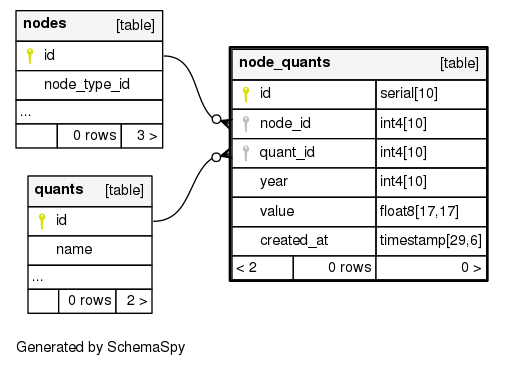 nodes [table]
id
node_type_id
...
0 rows 3 >
quants [table]
id
name
...
0 rows 2 >
node_quants [table]
id serial[10]
node_id int4[10]
quant_id int4[10]
year int4[10]
value float8[17,17]
created_at timestamp[29,6]
< 2 0 rows 0 >
Generated by SchemaSpy